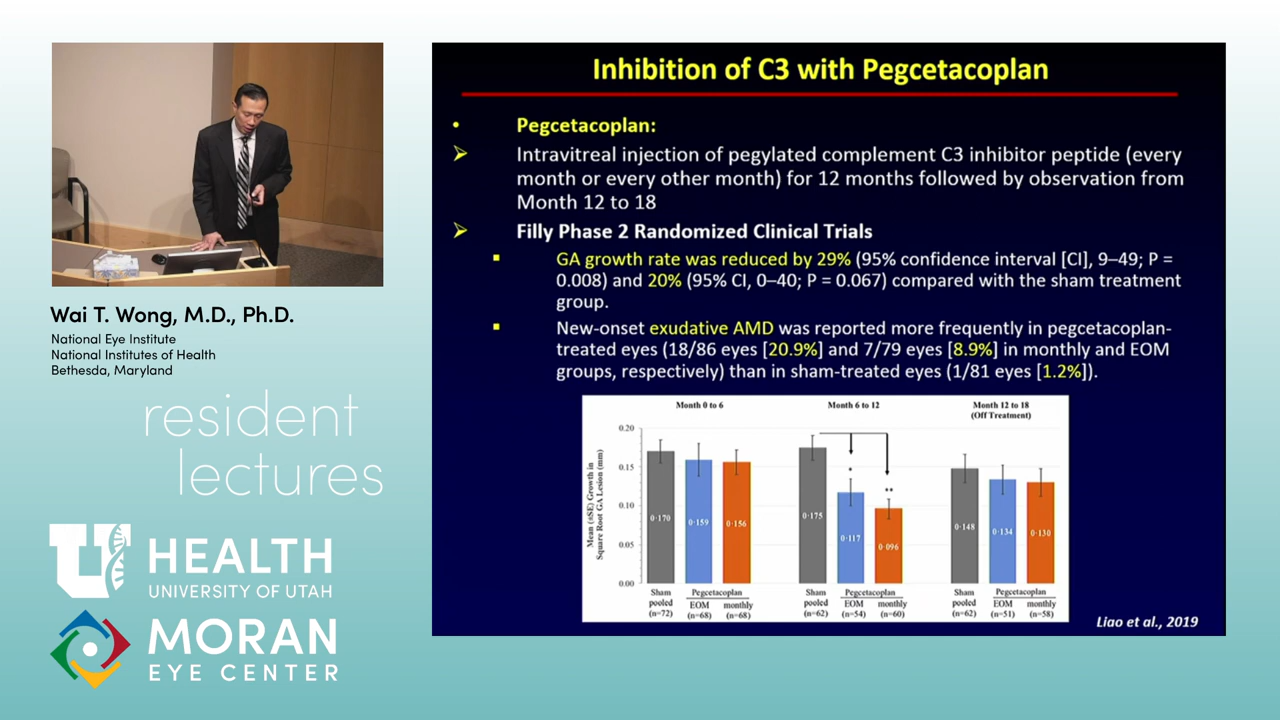 Inhibition of C3 with Pegcetacoplan
• Pegcetacoplan:
➢ Intravitreal injection of pegylated complement C3 inhibitor peptide (every
month or every other month) for 12 months followed by observation from
Month 12 to 18
➢ Filly Phase 2 Randomized Clinical Trials
▪ GA growth rate was reduced by 29% (95% confidence interval [CI], 9–49; P =
0.008) and 20% (95% CI, 0–40; P = 0.067) compared with the sham treatment
group.
▪ New-onset exudative AMD was reported more frequently in pegcetacoplan-
treated eyes (18/86 eyes [20.9%] and 7/79 eyes [8.9%] in monthly and EOM
groups, respectively) than in sham-treated eyes (1/81 eyes [1.2%]).
Mean (±SE) Growth in
Square Root GA Lesion (mm)
0.20
0.15
0.10
0.05
0.00
Month 0 to 6
0·170
0·159
0·156
Sham
pooled
(n=72)
Pegcetacoplan
EOM
(n=68)
monthly
(n=68)
Month 6 to 12
*
**
0·175
0·117
0·096
Sham
pooled
(n=62)
Pegcetacoplan
EOM
(n=54)
monthly
(n=60)
Month 12 to 18
(Off Treatment)
0·148
0·134
0·130
Sham
pooled
(n=62)
Pegcetacoplan
EOM
(n=51)
monthly
(n=58)
Liao et al., 2019
Wai T. Wong, M.D., Ph.D.
National Eye Institute
National Institutes of Health
Bethesda, Maryland
resident
lectures
U HEALTH
UNIVERSITY OF UTAH
MORAN
EYE CENTER